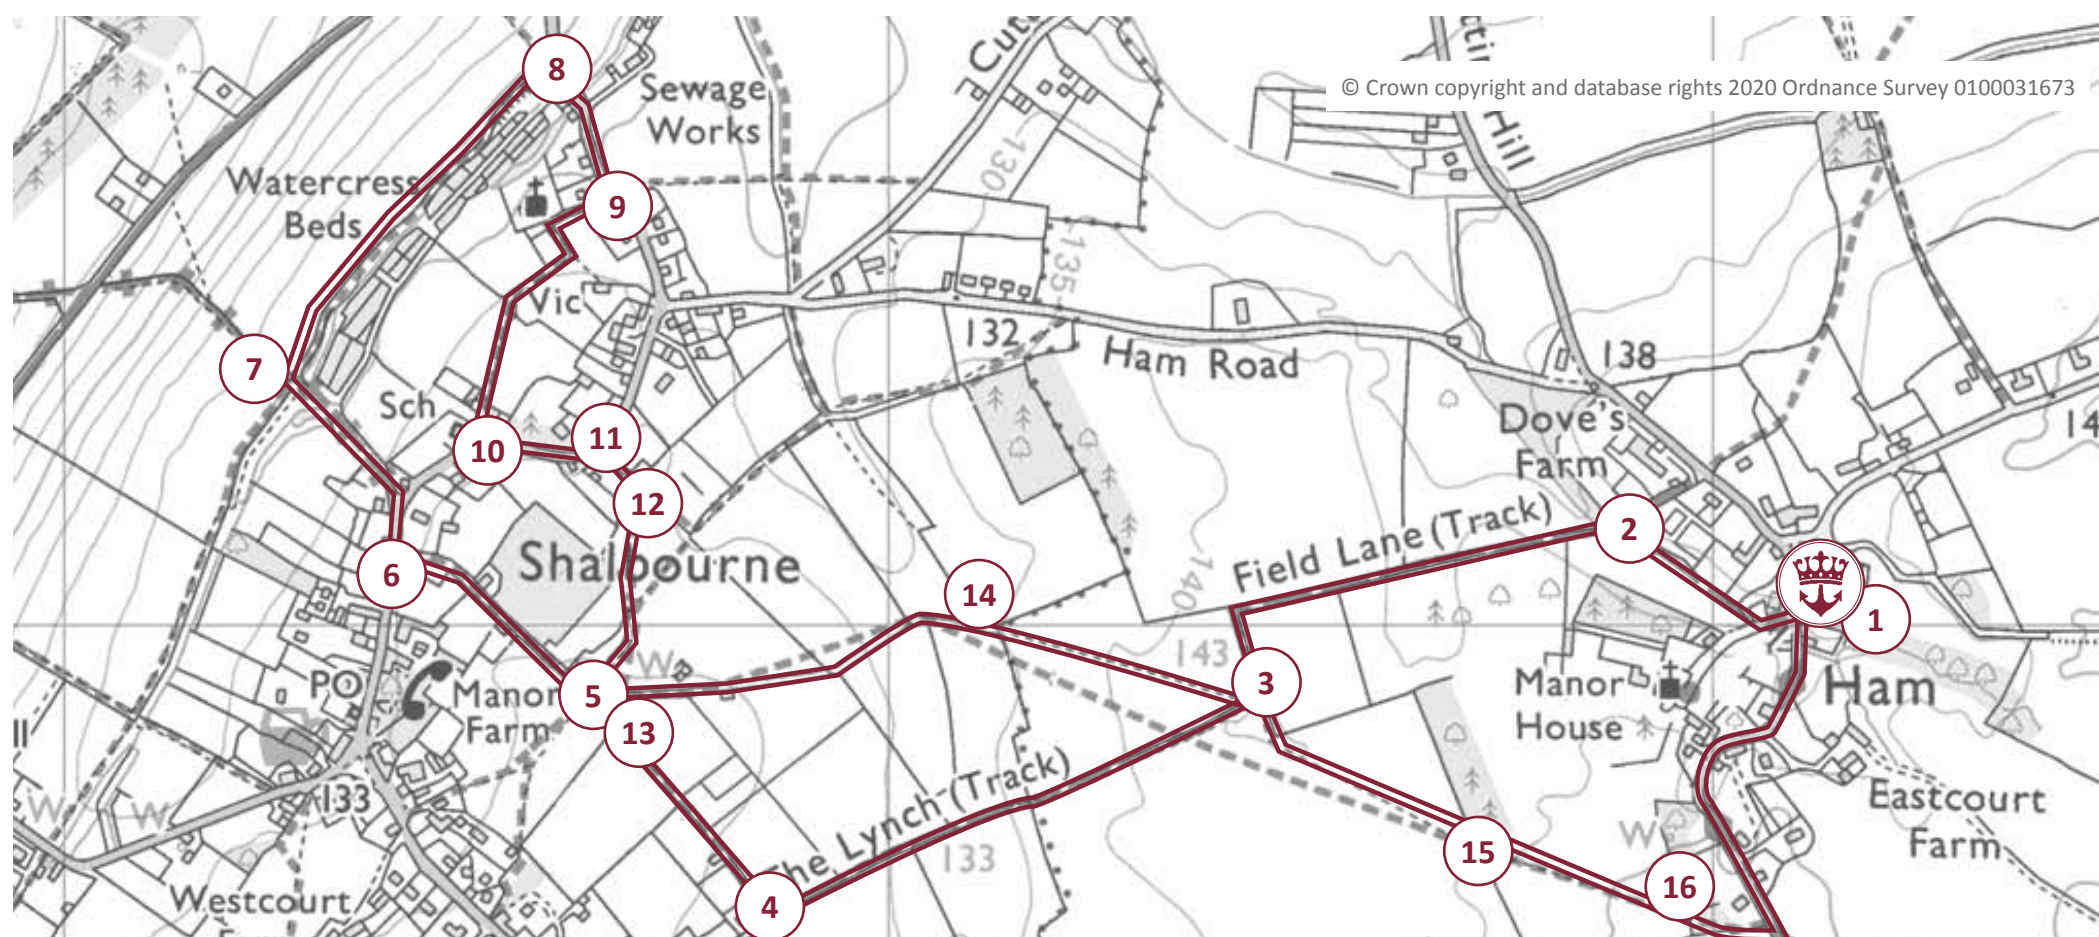 8
Sewage
Works
© Crown copyright and database rights 2020 Ordnance Survey 0100031673
Hill
130
Watercress
Beds
9
135
Vic
132
Ham Road
138
7
Sch
Dove's
Farm
14
10
11
12
Field Lane (Track)
2
Shalbourne
140
6
14
1
143
3
W
PO
Manor
Farm
5
13
Manor
House
Ham
133
The Lynch (Track)
133
W
W
Eastcourt
Farm
W
15
16
Westcourt
4